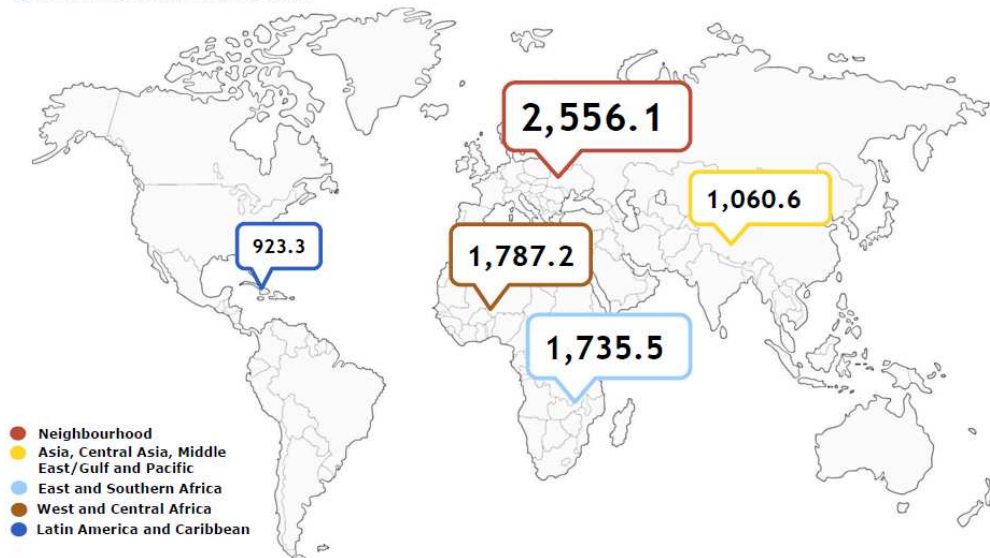 2,556.1
1,060.6
923.3
1,787.2
1,735.5
Neighbourhood
Asia, Central Asia, Middle
East/Gulf and Pacific
East and Southern Africa
West and Central Africa
Latin America and Caribbean